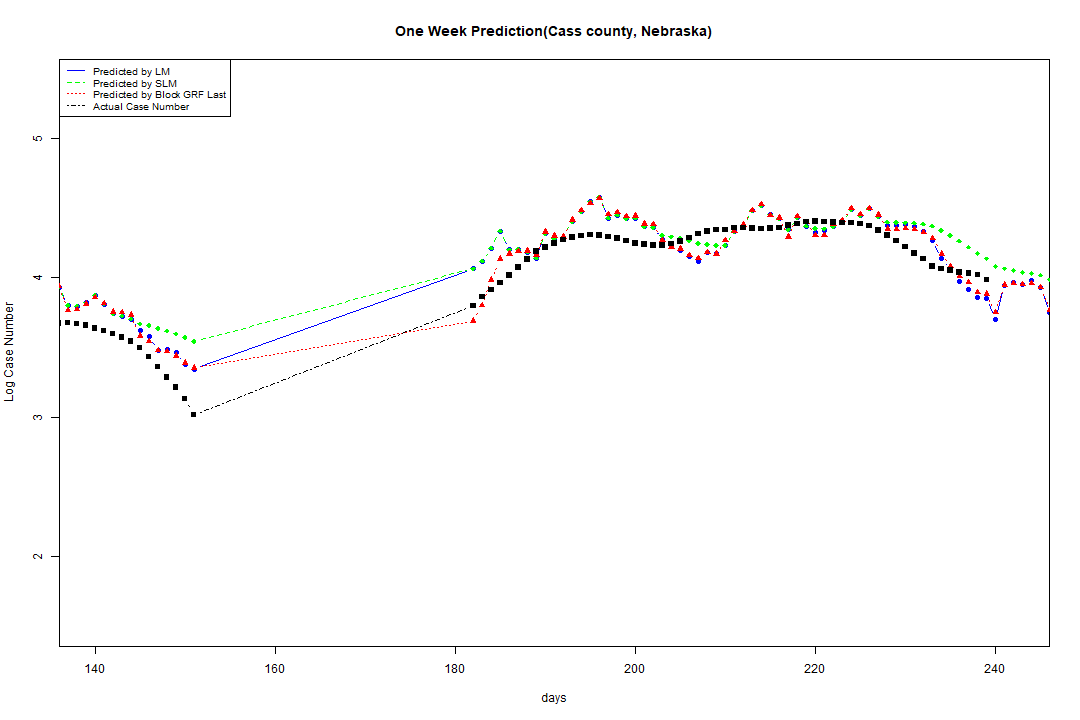 One Week Prediction(Cass county, Nebraska)
Predicted by LM
Predicted by SLM
Predicted by Block GRF Last
Actual Case Number
5
4
3
2
Log Case Number
140 160 180 200 220 240
days